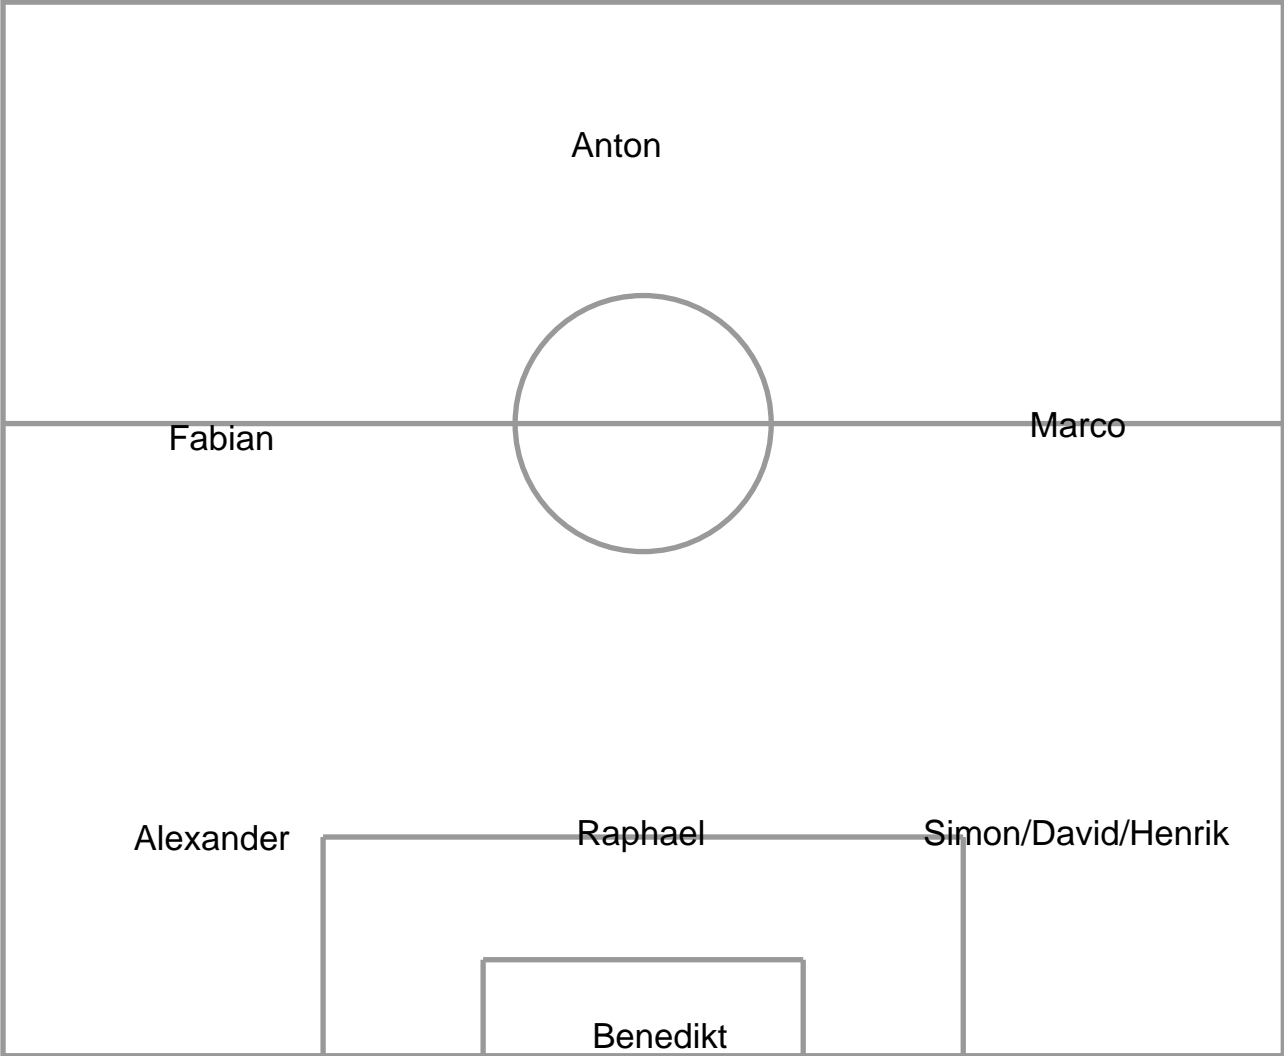 Anton
Fabian
Marco
Alexander
Raphael
Simon/David/Henrik
Benedikt